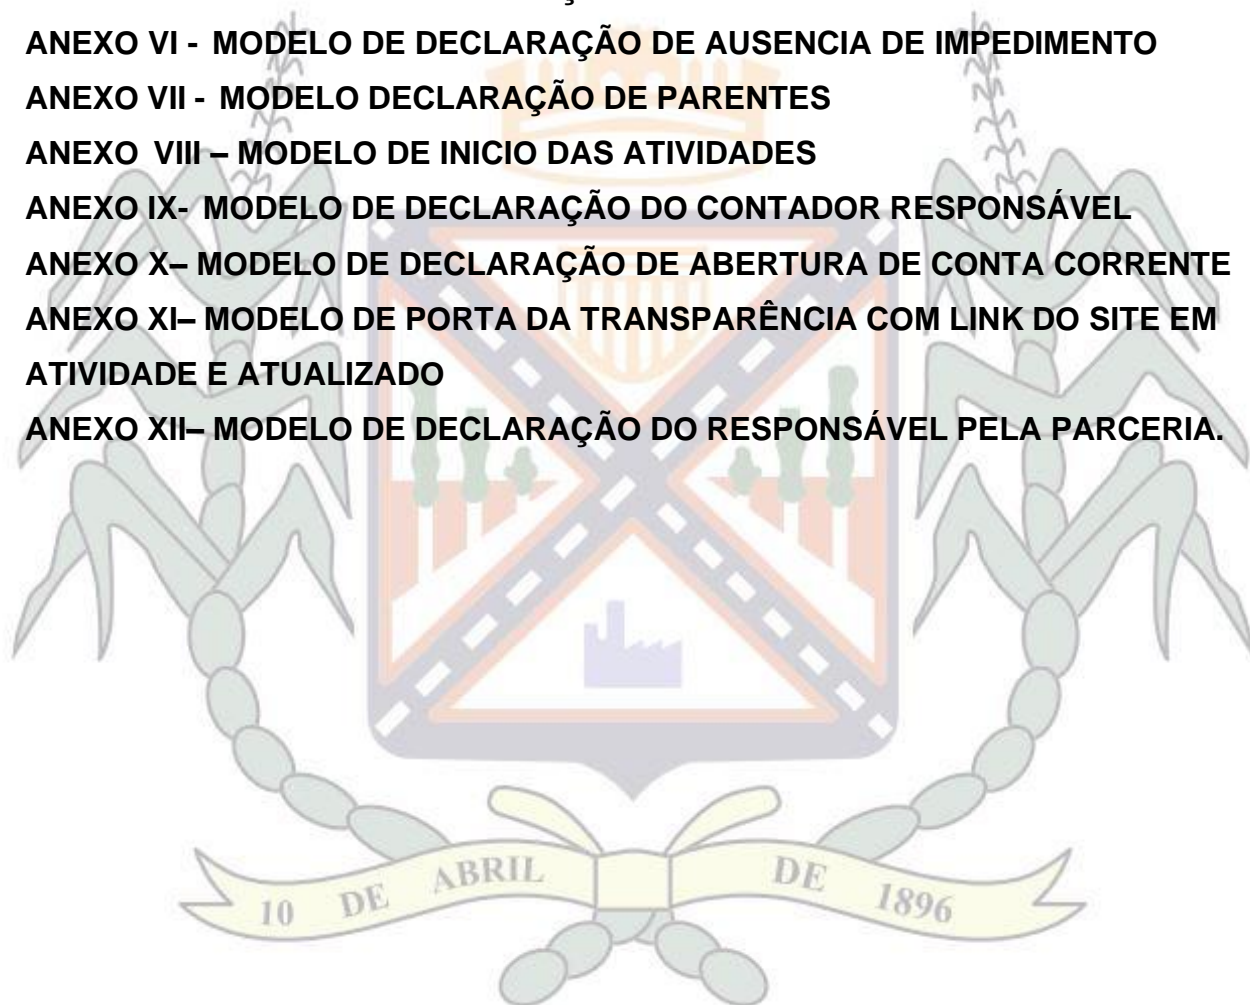 ANEXO VI - MODELO DE DECLARAÇÃO DE AUSENCIA DE IMPEDIMENTO
ANEXO VII - MODELO DECLARAÇÃO DE PARENTES
ANEXO VIII – MODELO DE INICIO DAS ATIVIDADES
ANEXO IX- MODELO DE DECLARAÇÃO DO CONTADOR RESPONSÁVEL
ANEXO X– MODELO DE DECLARAÇÃO DE ABERTURA DE CONTA CORRENTE
ANEXO XI– MODELO DE PORTA DA TRANSPARÊNCIA COM LINK DO SITE EM
ATIVIDADE E ATUALIZADO
ANEXO XII– MODELO DE DECLARAÇÃO DO RESPONSÁVEL PELA PARCERIA.
10 DE ABRIL DE 1896